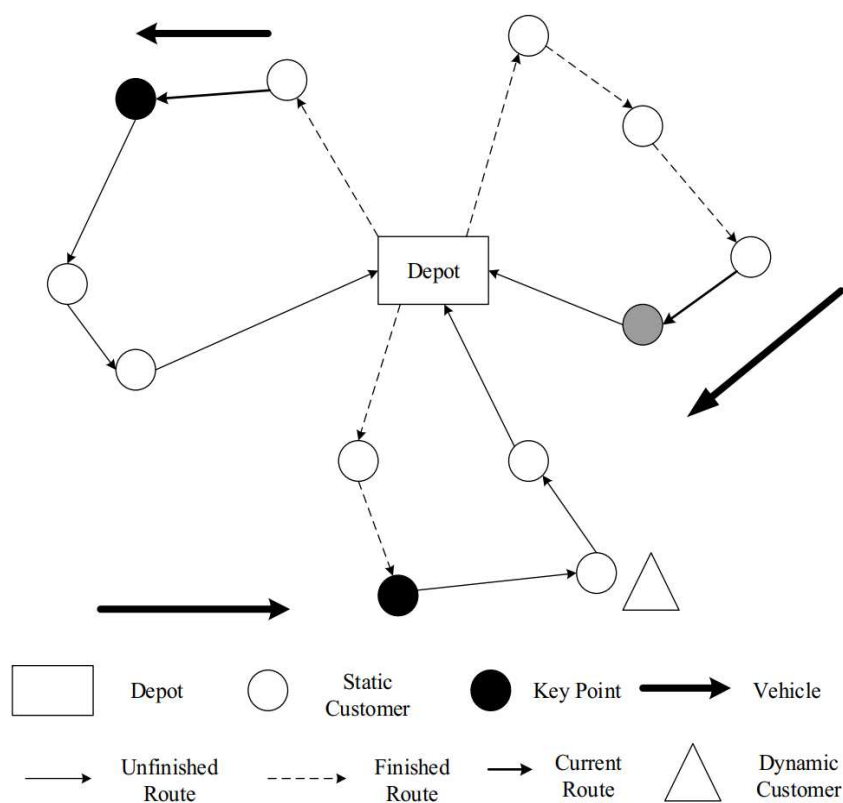 Depot
Depot
Static
Customer
Key Point
Vehicle
Unfinished
Route
Finished
Route
Current
Route
Dynamic
Customer